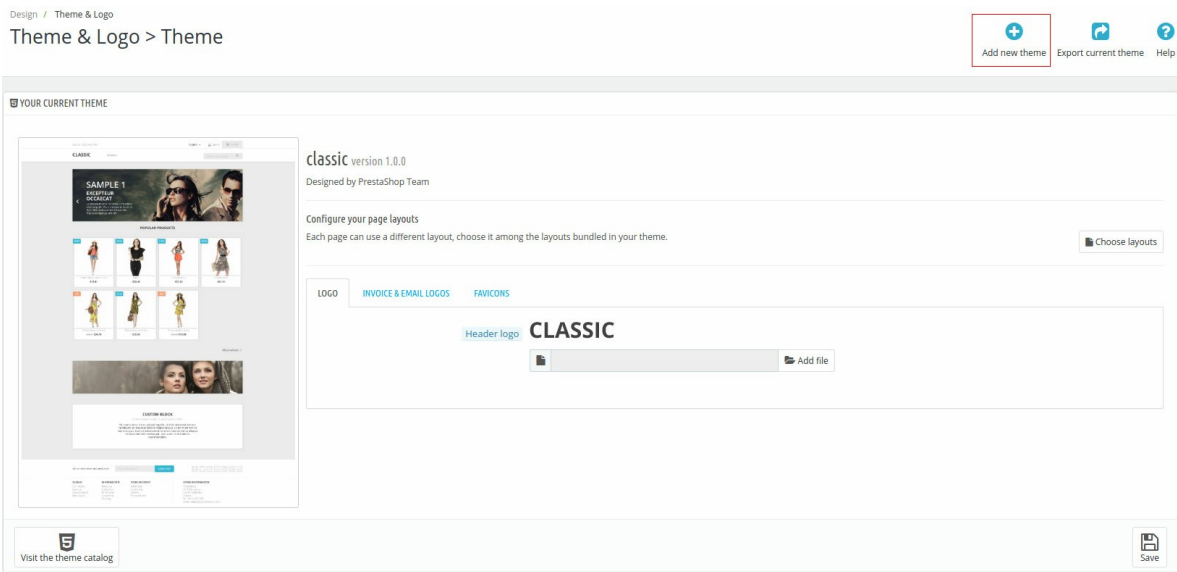 Design / Theme & Logo
Theme & Logo > Theme
Add new theme
Export current theme
Help
YOUR CURRENT THEME
CLASSIC
SAMPLE 1
EXCEPTEUR
OCCAECAT
POPULAR PRODUCTS
CUSTOM BLOCK
classic version 1.0.0
Designed by PrestaShop Team
Configure your page layouts
Each page can use a different layout, choose it among the layouts bundled in your theme.
Choose layouts
LOGO
INVOICE & EMAIL LOGOS
FAVICONS
Header logo
CLASSIC
Add file
Visit the theme catalog
Save